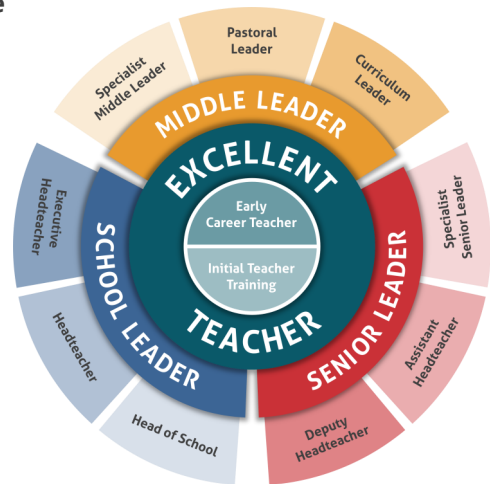 e
Specialist
Middle Leader
Pastoral
Leader
Curriculum
Leader
MIDDLE LEADER
Executive
Headteacher
Headteacher
Head of School
SCHOOL LEADER
EXCELLENT
Early
Career Teacher
Initial Teacher
Training
TEACHER
SENIOR LEADER
Specialist
Senior Leader
Assistant
Headteacher
Deputy
Headteacher